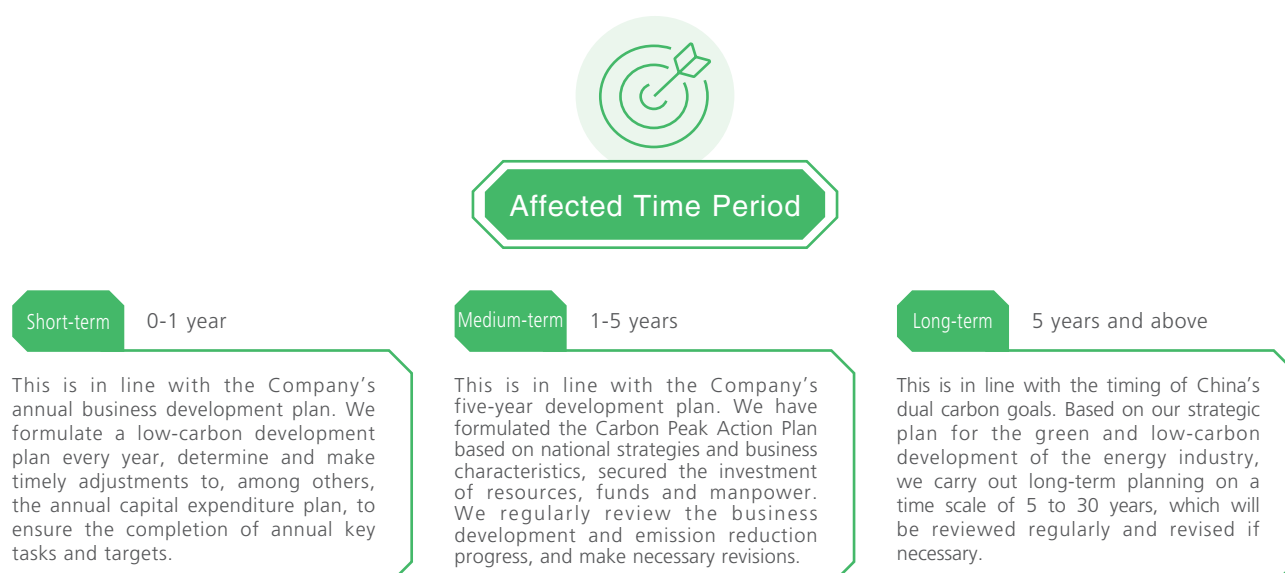 Affected Time Period
Short-term
0-1 year
This is in line with the Company's
annual business development plan. We
formulate a low-carbon development
plan every year, determine and make
timely adjustments to, among others,
the annual capital expenditure plan, to
ensure the completion of annual key
tasks and targets.
Medium-term
1-5 years
This is in line with the Company's
five-year development plan. We have
formulated the Carbon Peak Action Plan
based on national strategies and business
characteristics, secured the investment
of resources, funds and manpower.
We regularly review the business
development and emission reduction
progress, and make necessary revisions.
Long-term
5 years and above
This is in line with the timing of China's
dual carbon goals. Based on our strategic
plan for the green and low-carbon
development of the energy industry,
we carry out long-term planning on a
time scale of 5 to 30 years, which will
be reviewed regularly and revised if
necessary.